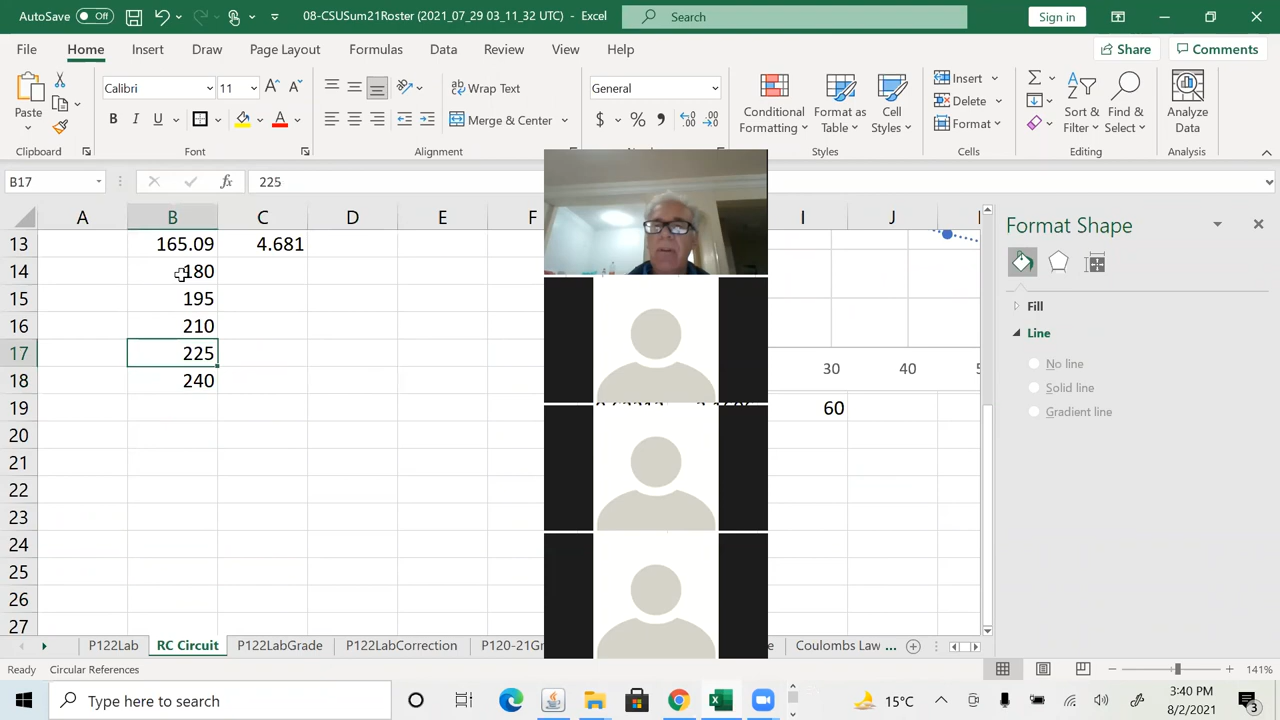 AutoSave Off 08-CSUSum21Roster (2021_07_29 03_11_32 UTC) - Excel Search Sign in
File Home Insert Draw Page Layout Formulas Data Review View Help Share Comments
Paste Calibri 11 Wrap Text General Conditional Formatting Format as Table Cell Styles Insert Sort & Filter Find & Select Analyze Data
B I U A Merge & Center $ % Delete
Format
Clipboard Font Alignment Styles Cells Editing Analysis
B17 fx 225
A B C D E F I J
13 165.09 4.681
14 180
15 195
16 210
17 225
18 240
19 60
20
21
22
23
24
25
26
27
30 40
Format Shape
Fill
Line
No line
Solid line
Gradient line
P122Lab RC Circuit P122LabGrade P122LabCorrection P120-21Gr Coulombs Law ...
Ready Circular References 141%
Type here to search 15°C 3:40 PM
8/2/2021 3